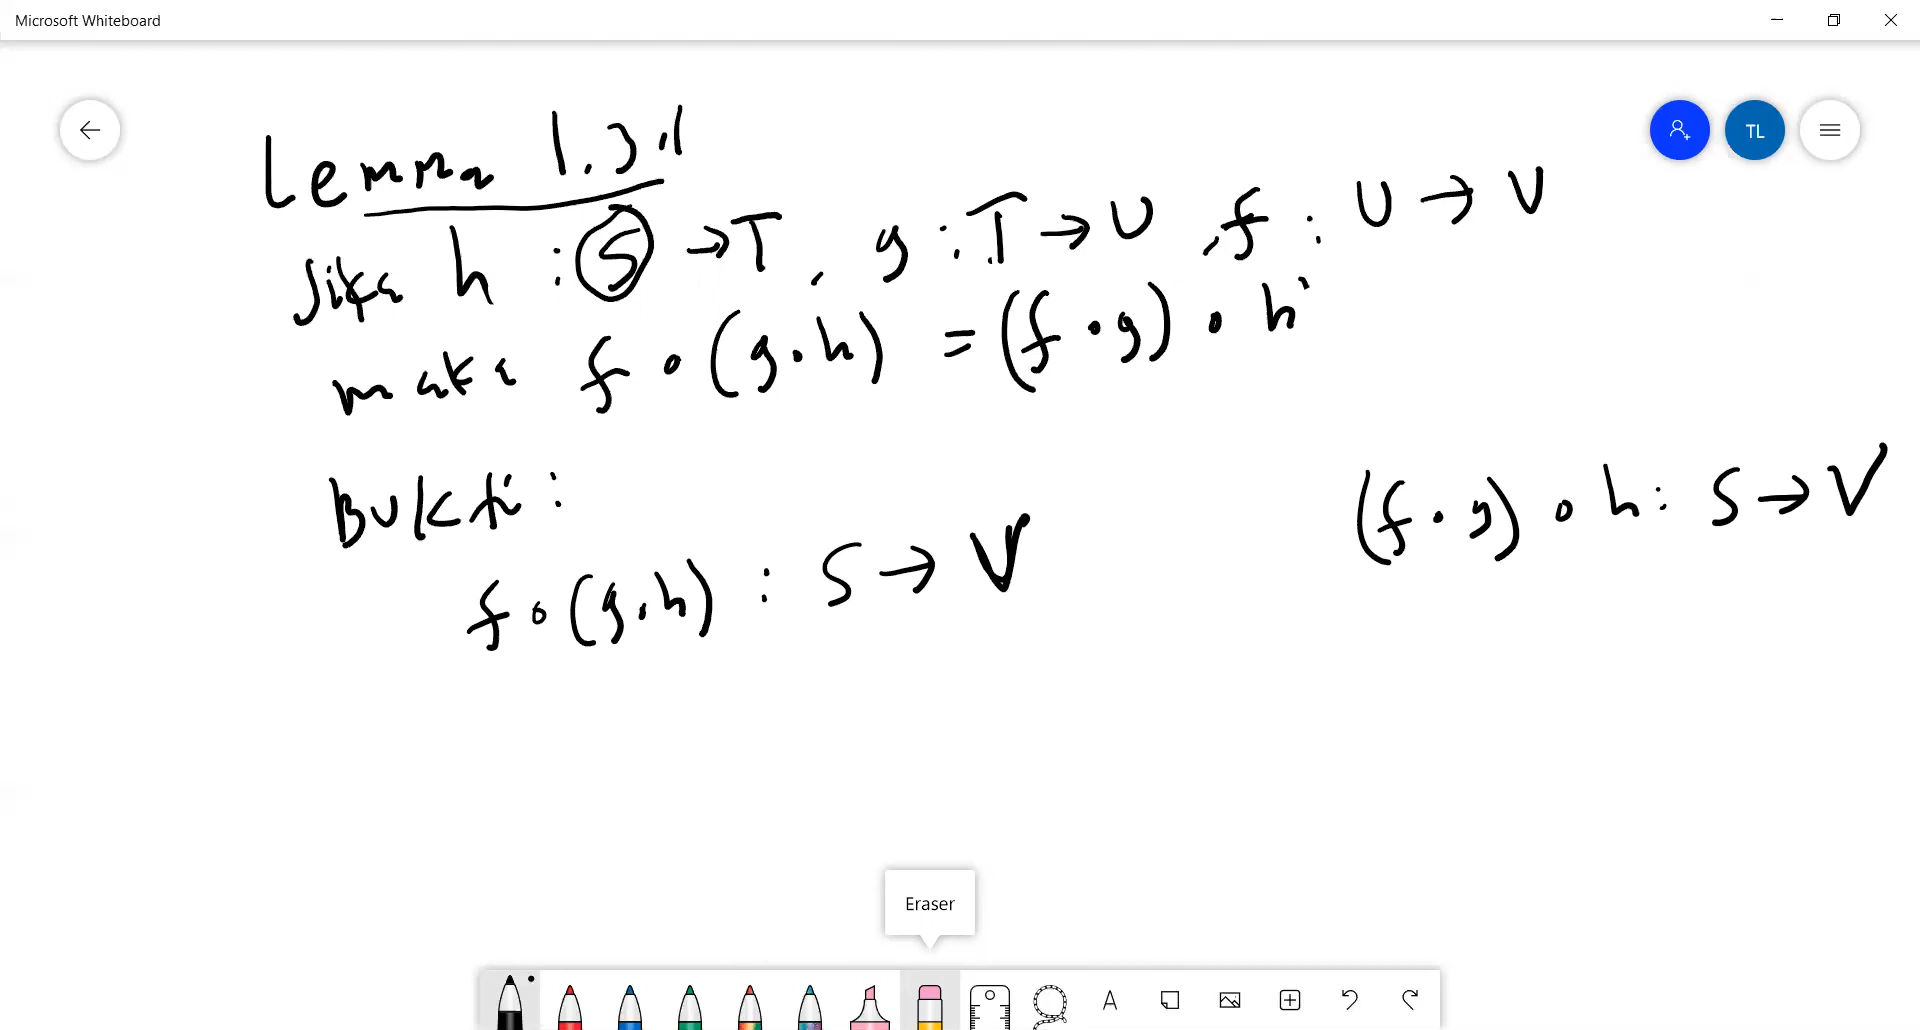 Microsoft Whiteboard
TL
Lemma 1.3.1
Jika h : S → T, g : T → U, f : U → V
maka f ∘ (g ∘ h) = (f ∘ g) ∘ h
Bukti :
(f ∘ g) ∘ h : S → V
f ∘ (g ∘ h) : S → V
Eraser
A